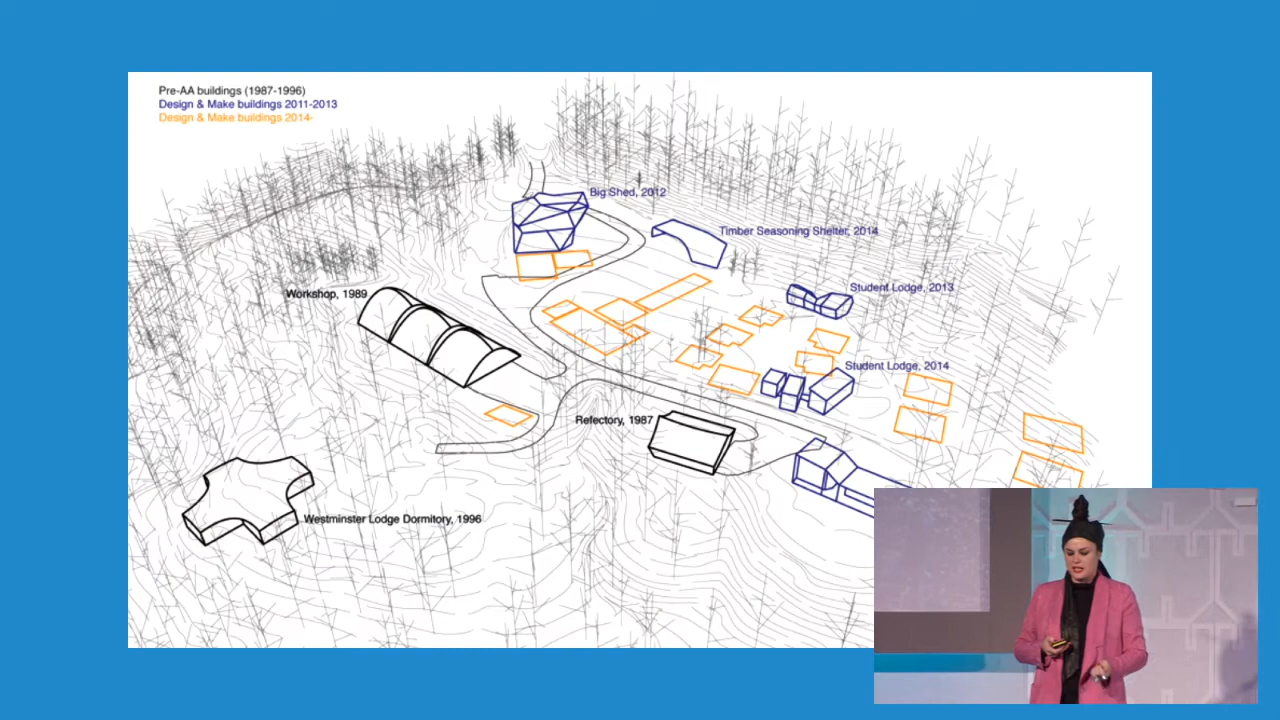 Pre-AA buildings (1987-1996)
Design & Make buildings 2011-2013
Design & Make buildings 2014-
Big Shed, 2012
Timber Seasoning Shelter, 2014
Student Lodge, 2013
Workshop, 1989
Student Lodge, 2014
Refectory, 1987
Westminster Lodge Dormitory, 1996